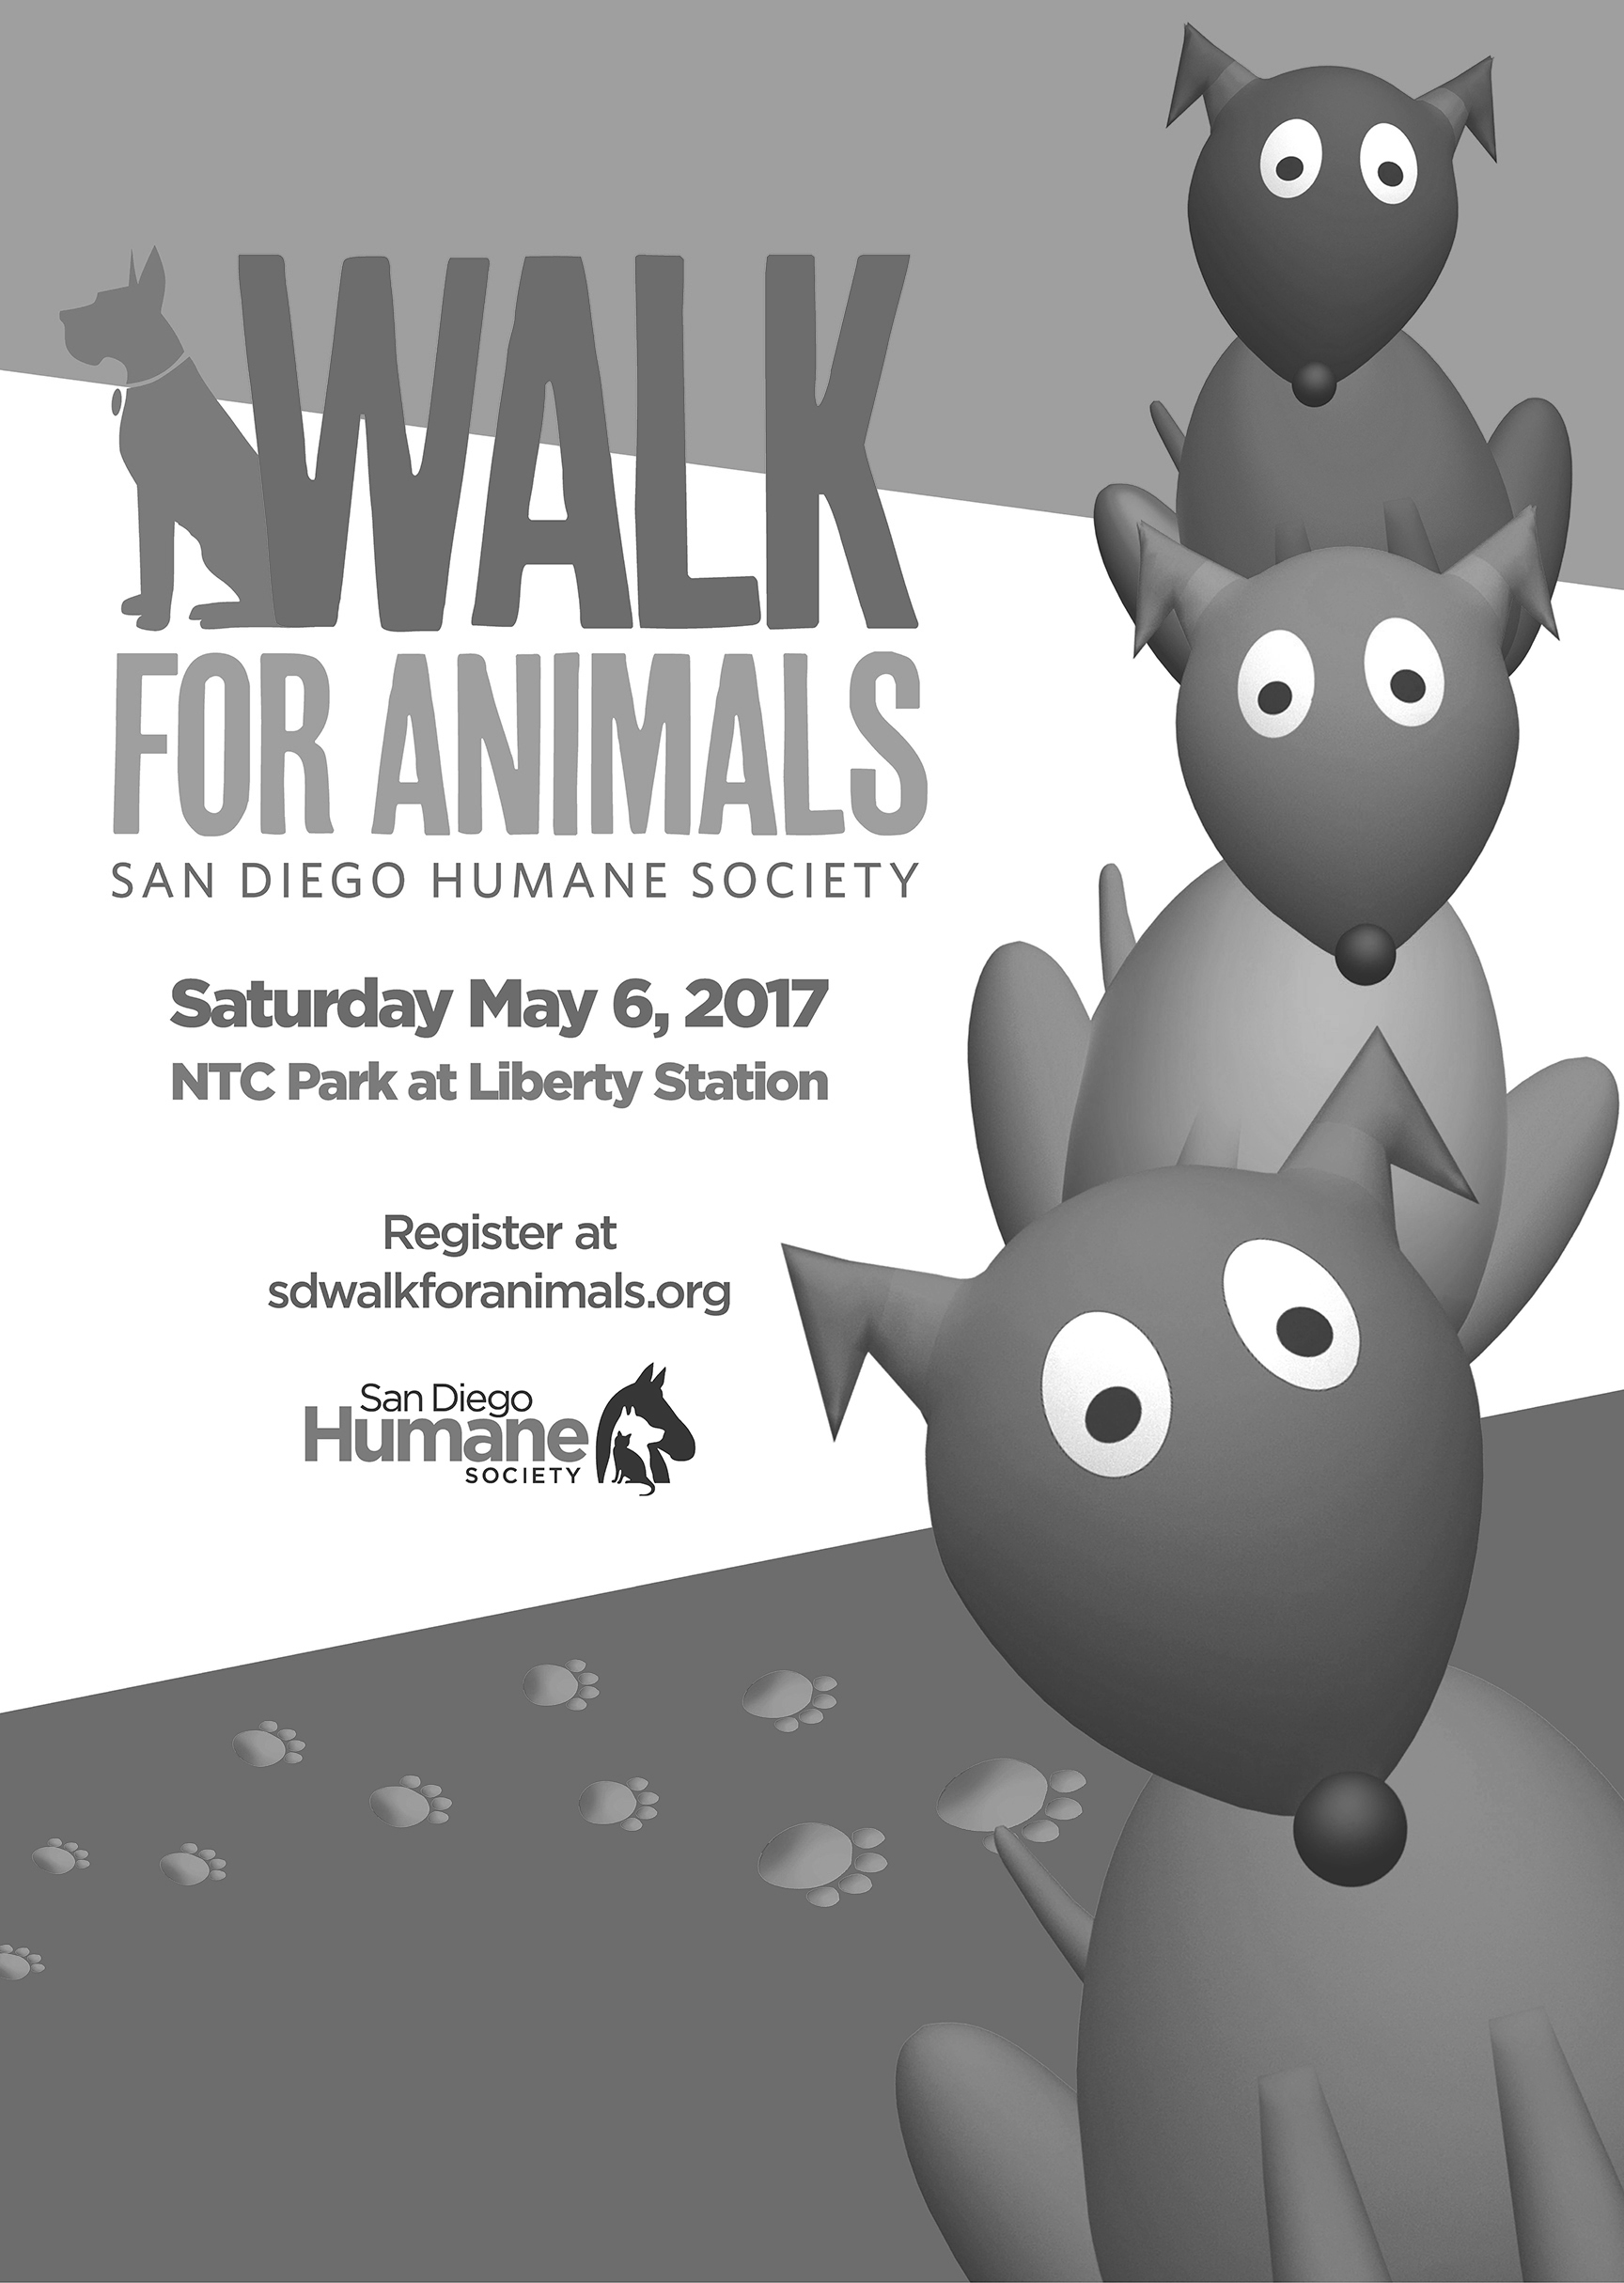 WALK
FOR ANIMALS
SAN DIEGO HUMANE SOCIETY
Saturday May 6, 2017
NTC Park at Liberty Station
Register at
sdwalkforanimals.org
San Diego
Humane
SOCIETY